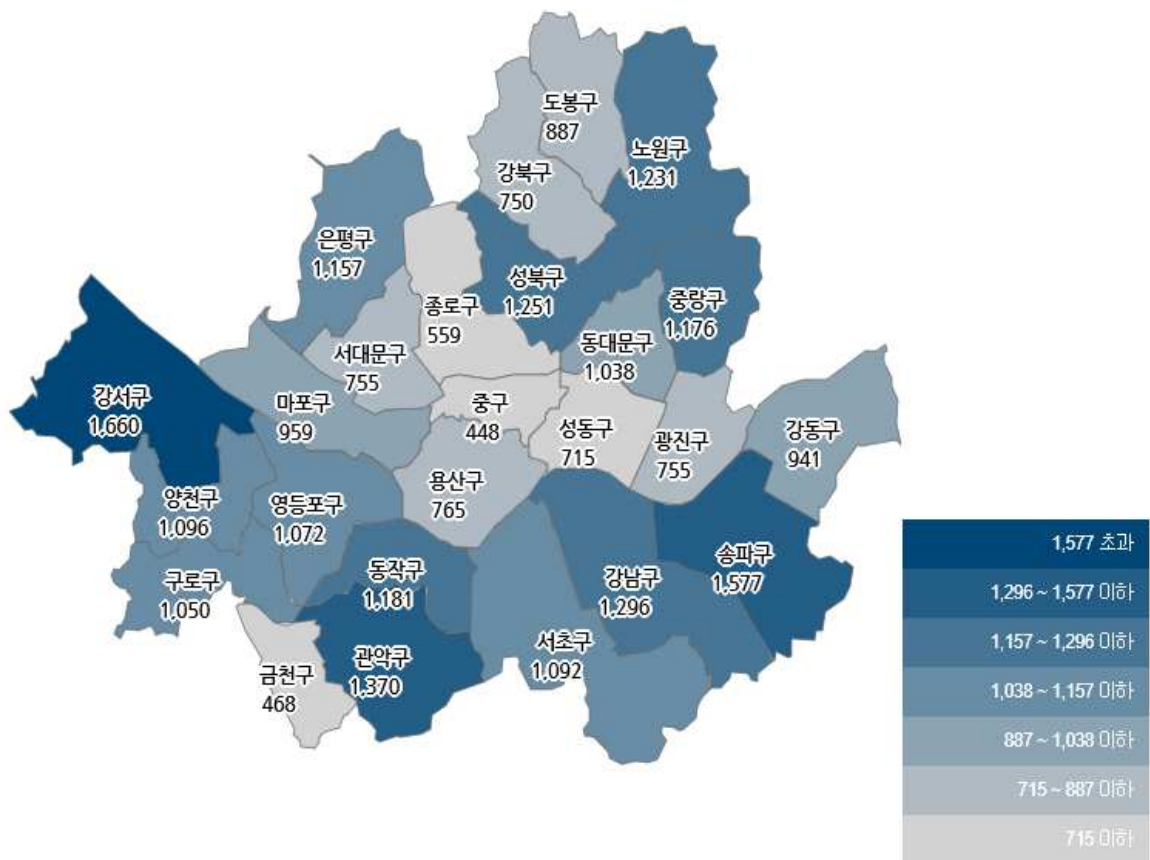 도봉구
887
노원구
1,231
강북구
750
은평구
1,157
성북구
1,251
중랑구
1,176
종로구
559
동대문구
1,038
서대문구
755
강서구
1,660
마포구
959
중구
448
성동구
715
광진구
755
강동구
941
용산구
765
양천구
1,096
영등포구
1,072
송파구
1,577
동작구
1,181
강남구
1,296
구로구
1,050
서초구
1,092
관악구
1,370
금천구
468
1,577 초과
1,296 ~ 1,577 이하
1,157 ~ 1,296 이하
1,038 ~ 1,157 이하
887 ~ 1,038 이하
715 ~ 887 이하
715 이하